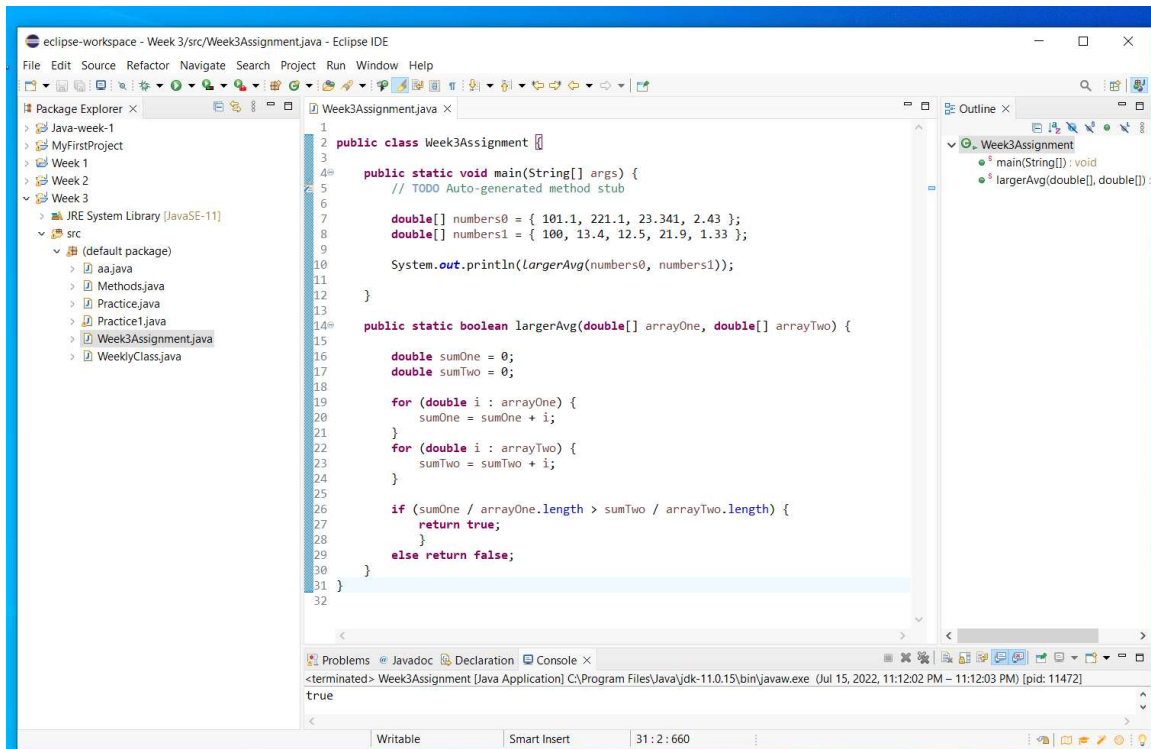 eclipse-workspace - Week 3/src/Week3Assignment.java - Eclipse IDE
File Edit Source Refactor Navigate Search Project Run Window Help
Package Explorer
Java-week-1
MyFirstProject
Week 1
Week 2
Week 3
JRE System Library [JavaSE-11]
src
(default package)
aa.java
Methods.java
Practice.java
Practice1.java
Week3Assignment.java
WeeklyClass.java
Week3Assignment.java
1
2 public class Week3Assignment {
3
4 public static void main(String[] args) {
5 // TODO Auto-generated method stub
6
7 double[] numbers0 = { 101.1, 221.1, 23.341, 2.43 };
8 double[] numbers1 = { 100, 13.4, 12.5, 21.9, 1.33 };
9
10 System.out.println(largerAvg(numbers0, numbers1));
11
12 }
13
14 public static boolean largerAvg(double[] arrayOne, double[] arrayTwo) {
15
16 double sumOne = 0;
17 double sumTwo = 0;
18
19 for (double i : arrayOne) {
20 sumOne = sumOne + i;
21 }
22 for (double i : arrayTwo) {
23 sumTwo = sumTwo + i;
24 }
25
26 if (sumOne / arrayOne.length > sumTwo / arrayTwo.length) {
27 return true;
28 }
29 else return false;
30 }
31 }
32
Outline
Week3Assignment
main(String[]) : void
largerAvg(double[], double[]) :
Problems @ Javadoc Declaration Console
<terminated> Week3Assignment [Java Application] C:\Program Files\Java\jdk-11.0.15\bin\javaw.exe (Jul 15, 2022, 11:12:02 PM – 11:12:03 PM) [pid: 11472]
true
Writable Smart Insert 31 : 2 : 660